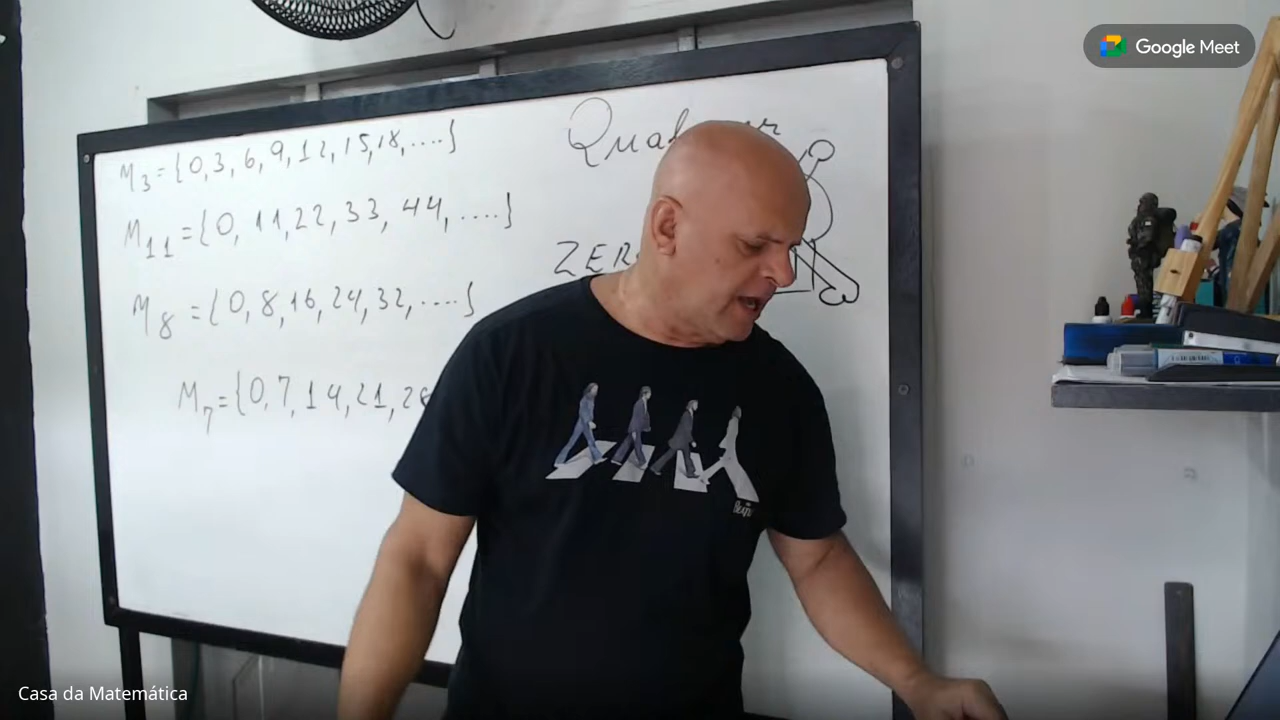 M3={0,3,6,9,12,15,18,....}
M11={0,11,22,33,44,....}
M8={0,8,16,24,32,....}
M7={0,7,14,21,28
Google Meet
Casa da Matemática